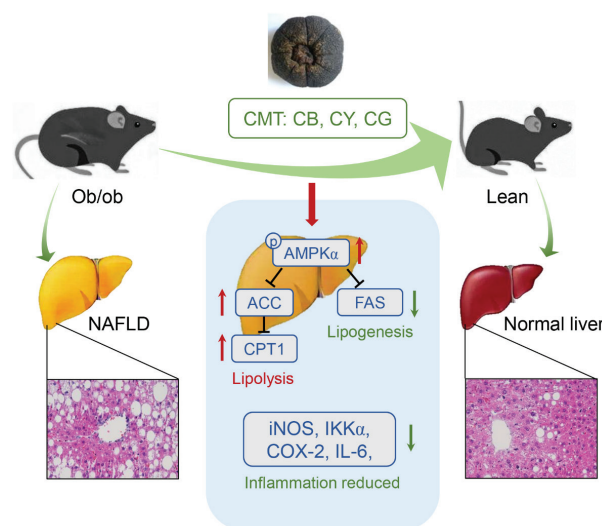 CMT: CB, CY, CG
Ob/ob
Lean
p
AMPKα
ACC
FAS
NAFLD
Normal liver
Lipogenesis
CPT1
Lipolysis
iNOS, IKKα,
COX-2, IL-6,
Inflammation reduced